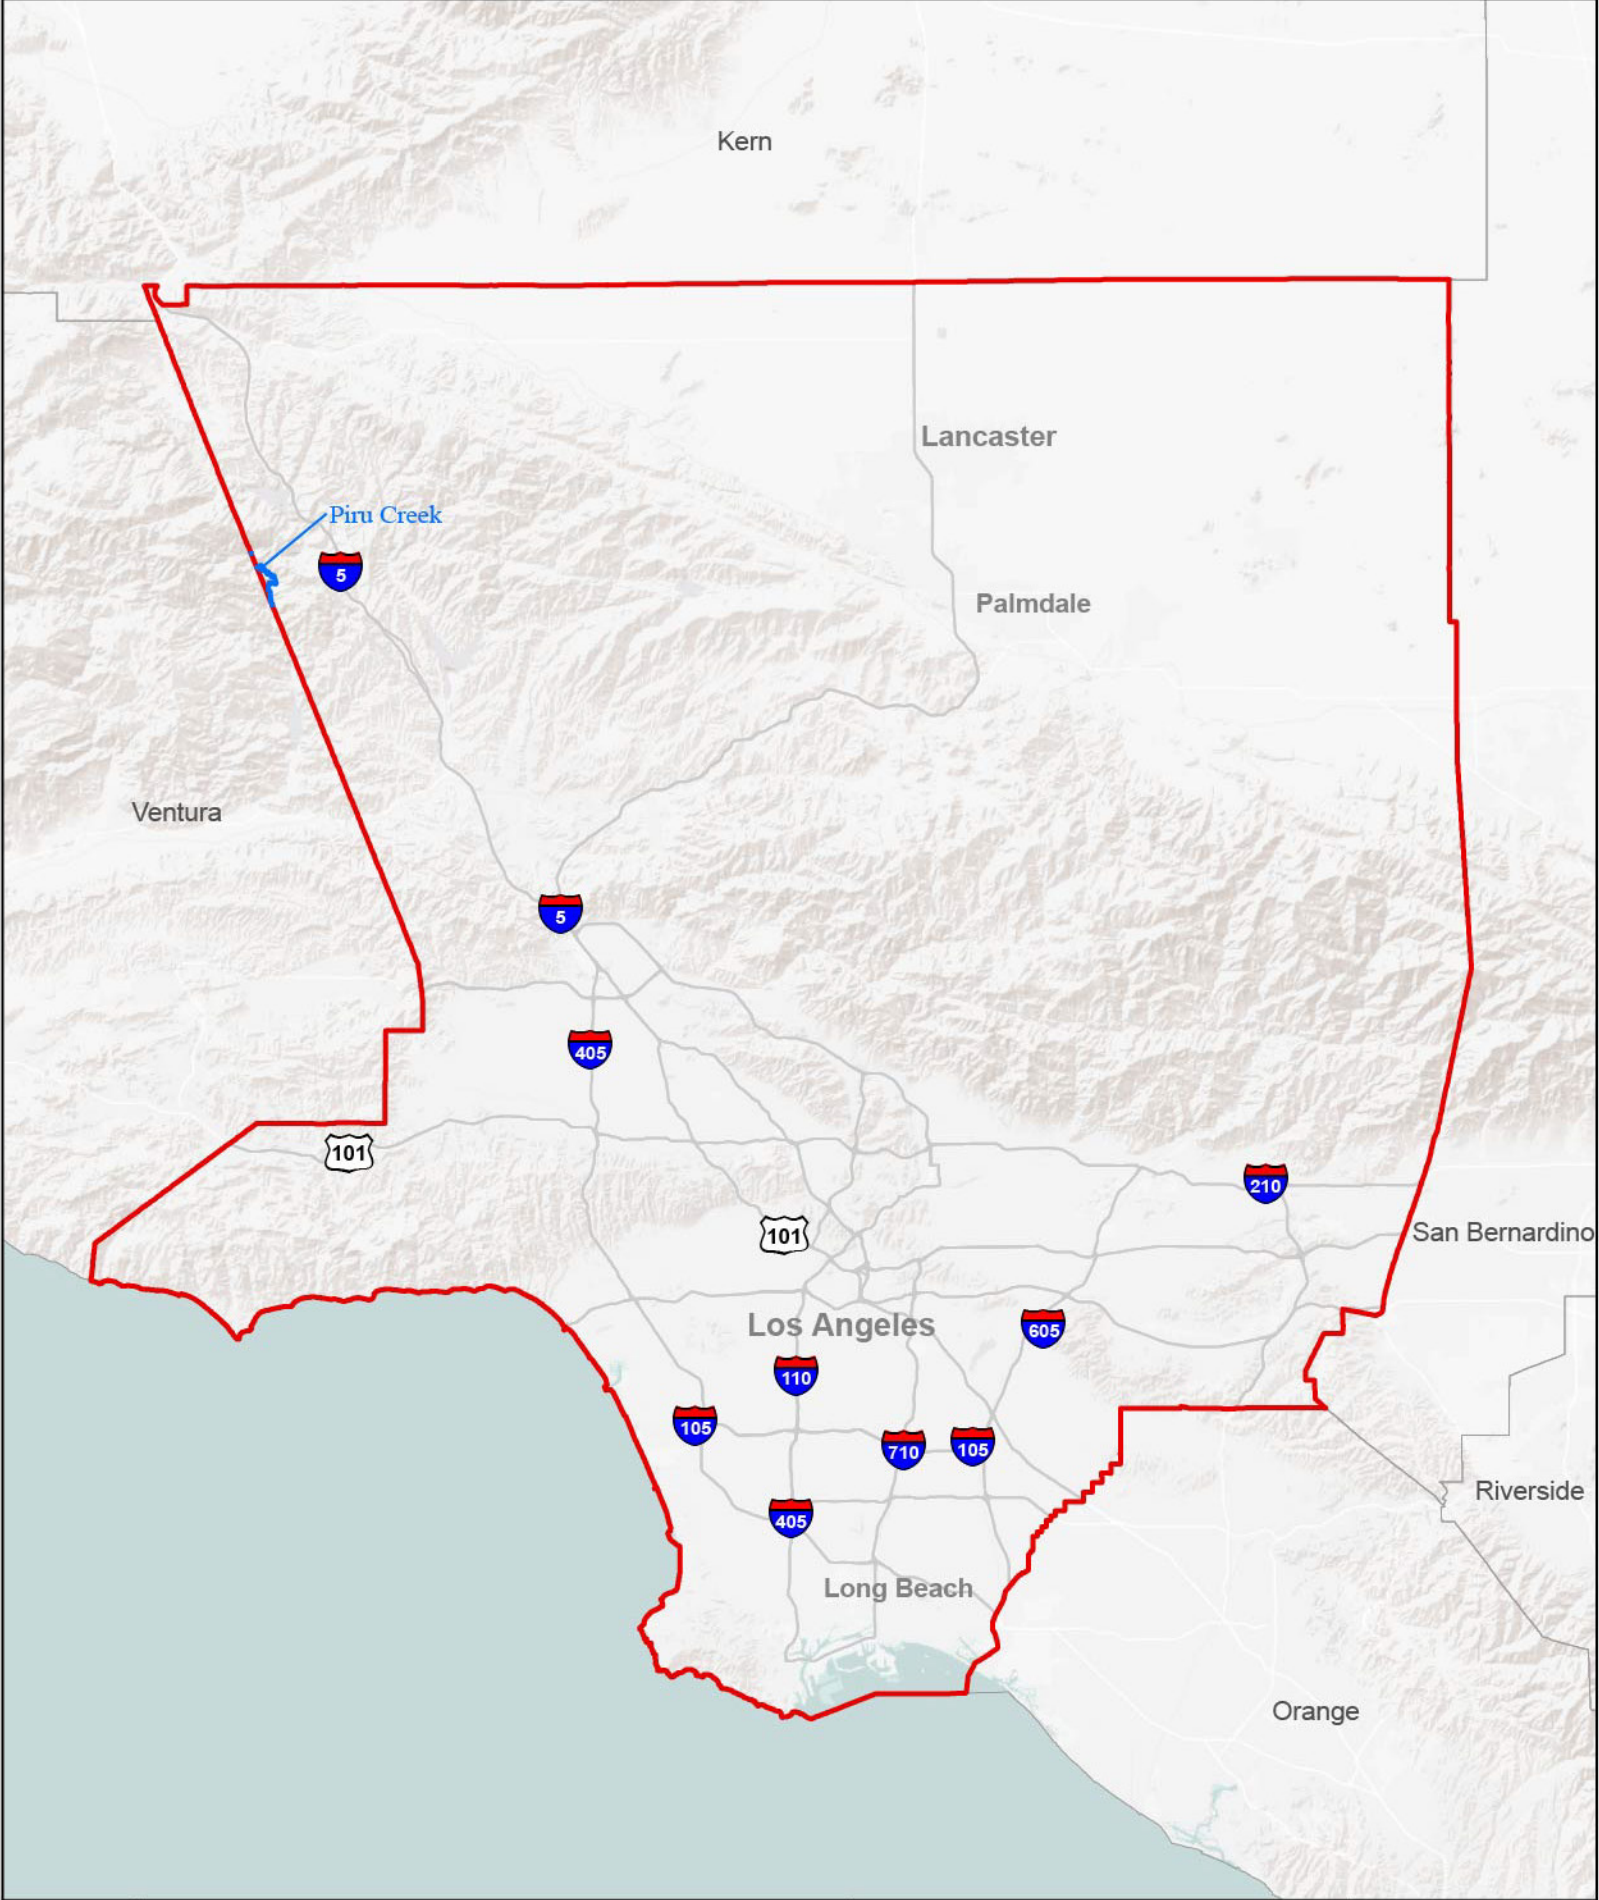 Kern
Lancaster
Piru Creek
5
Palmdale
Ventura
5
405
101
210
101
San Bernardino
Los Angeles
605
110
105
710
105
Riverside
405
Long Beach
Orange